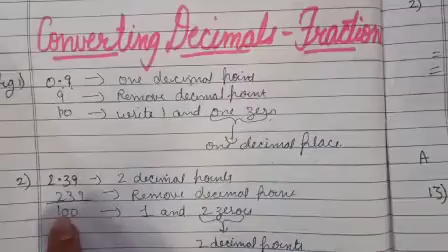 Converting Decimals - Fraction
2)
eg1) 0.9 → one decimal point
9 → Remove decimal point
10 → write 1 and one zero
one decimal place
A
2) 2.39 → 2 decimal points
239 → Remove decimal point
100 → 1 and 2 zeros
13)
2 decimal points